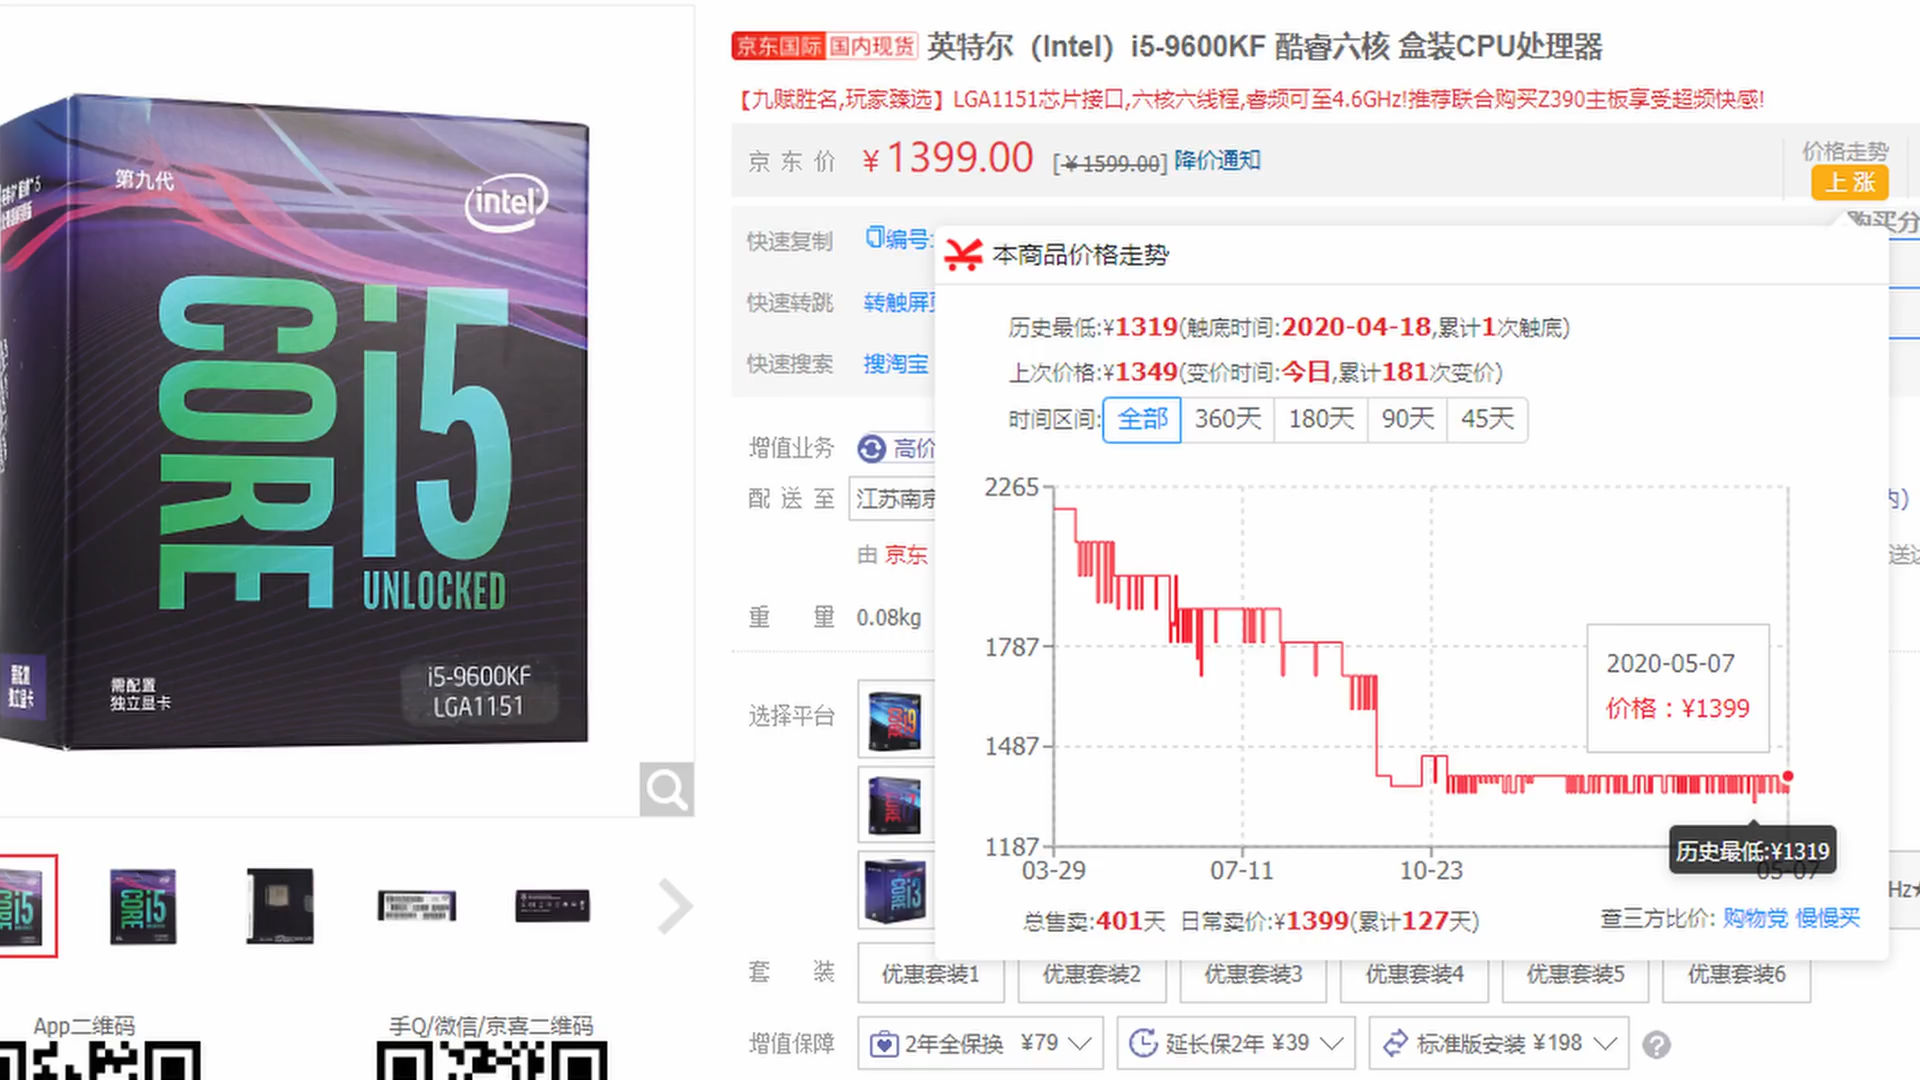 京东国际 国内现货 英特尔（Intel）i5-9600KF 酷睿六核 盒装CPU处理器
【九赋胜名,玩家臻选】LGA1151芯片接口,六核六线程,睿频可至4.6GHz!推荐联合购买Z390主板享受超频快感!
京东价 ¥1399.00 [¥1599.00] 降价通知
价格走势
上涨
购买分
快速复制 编号:
快速转跳 转触屏
快速搜索 搜淘宝
增值业务 高价
配送至 江苏南京
由 京东
重量 0.08kg
选择平台
本商品价格走势
历史最低:¥1319(触底时间:2020-04-18,累计1次触底)
上次价格:¥1349(变价时间:今日,累计181次变价)
时间区间: 全部 360天 180天 90天 45天
2265
1787
1487
1187
03-29 07-11 10-23 05-07
2020-05-07
价格：¥1399
历史最低:¥1319
总售卖:401天 日常卖价:¥1399(累计127天)
查三方比价: 购物党 慢慢买
内)
送达
Hz
套装 优惠套装1 优惠套装2 优惠套装3 优惠套装4 优惠套装5 优惠套装6
增值保障 2年全保换 ¥79 延长保2年 ¥39 标准版安装 ¥198 ?
第九代
intel
CORE i5
UNLOCKED
需配置
独立显卡
i5-9600KF
LGA1151
需配置
独立显卡
App二维码
手Q/微信/京喜二维码